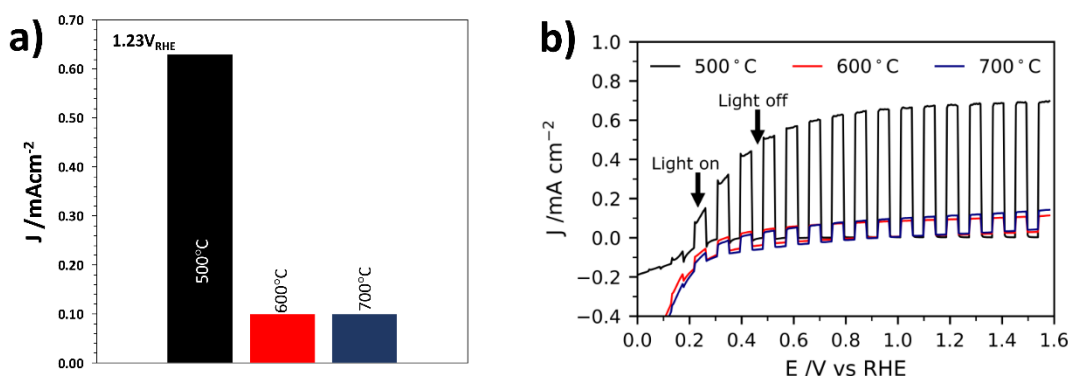 a)
1.23V_RHE
J /mAcm⁻²
0.70
0.60
0.50
0.40
0.30
0.20
0.10
0.00
500°C
600°C
700°C
b)
500°C 600°C 700°C
Light off
Light on
J /mA cm⁻²
1.0
0.8
0.6
0.4
0.2
0.0
−0.2
−0.4
0.0 0.2 0.4 0.6 0.8 1.0 1.2 1.4 1.6
E /V vs RHE